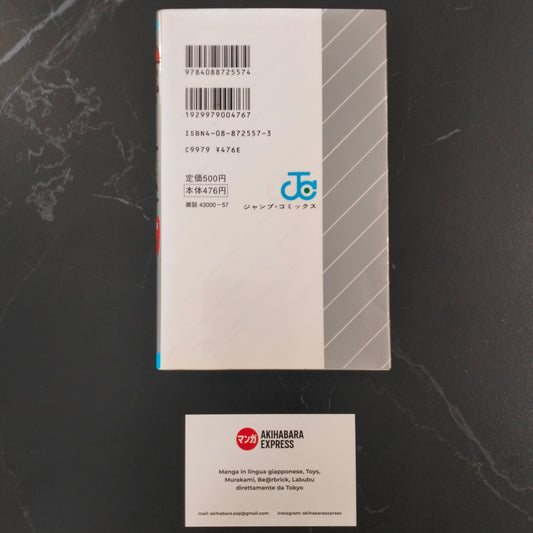 9784088725574
1929979004767
ISBN4-08-872557-3
C9979 ¥476E
定価500円
本体476円
雑誌 43000-57
JC
ジャンプ・コミックス
マンガ AKIHABARA
EXPRESS
Manga in lingua giapponese, Toys,
Murakami, Be@rbrick, Labubu
direttamente da Tokyo
mail: akihabara.exp@gmail.com instagram: akihabaraexpress